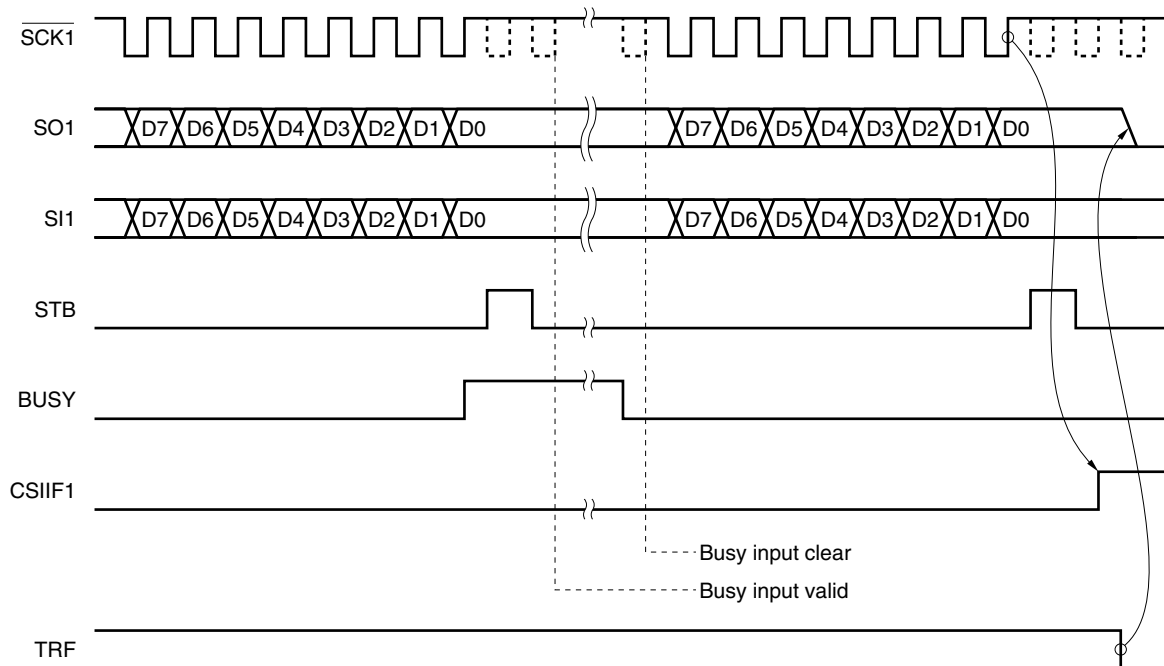 SCK1
SO1 D7 D6 D5 D4 D3 D2 D1 D0 D7 D6 D5 D4 D3 D2 D1 D0
SI1 D7 D6 D5 D4 D3 D2 D1 D0 D7 D6 D5 D4 D3 D2 D1 D0
STB
BUSY
CSIIF1
Busy input clear
Busy input valid
TRF